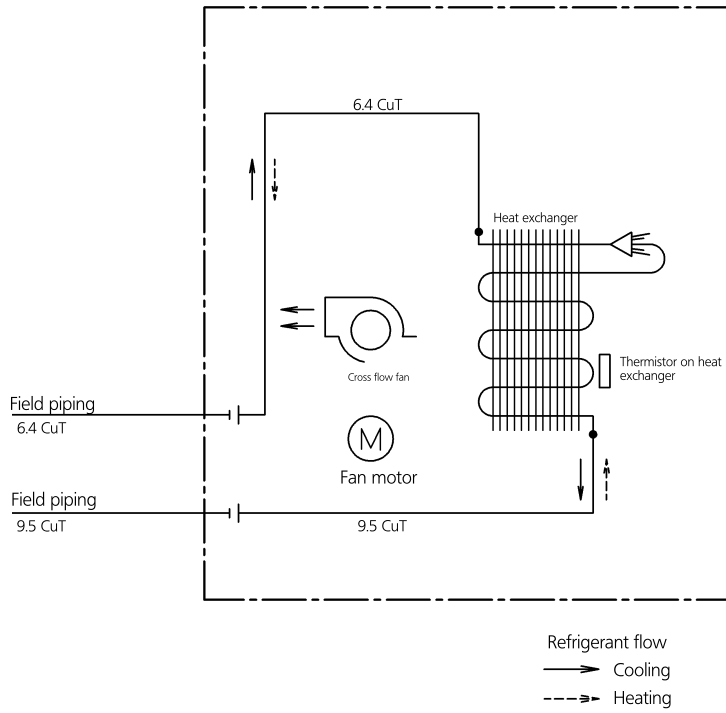 6.4 CuT
Heat exchanger
Thermistor on heat
exchanger
Cross flow fan
Field piping
6.4 CuT
M
Fan motor
Field piping
9.5 CuT
9.5 CuT
Refrigerant flow
Cooling
Heating